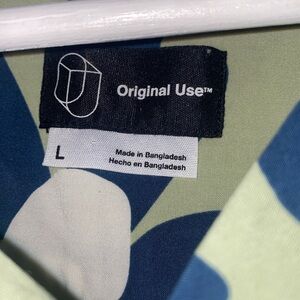 Original Use™
L
Made in Bangladesh
Hecho en Bangladesh